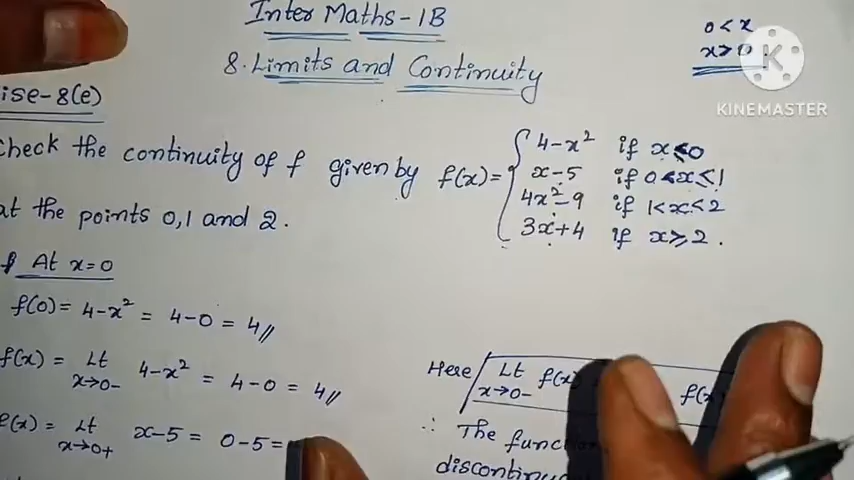 Inter Maths-1B
8. Limits and Continuity
0<x
x>0
KINEMASTER
ise-8(e)
Check the continuity of f given by f(x)= { 4-x² if x≤0
x-5 if 0<x≤1
4x²-9 if 1<x<2
3x+4 if x≥2.
at the points 0,1 and 2.
At x=0
f(0)= 4-x² = 4-0 = 4//
f(x) = Lt x→0- 4-x² = 4-0 = 4//
f(x) = Lt x→0+ x-5 = 0-5 =
Here Lt x→0- f(x) f(x)
∴ The func
discontinu